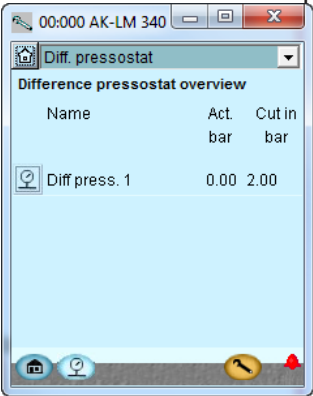 00:000 AK-LM 340
Diff. pressostat
Difference pressostat overview
Name Act. Cut in
bar bar
Diff press. 1 0.00 2.00